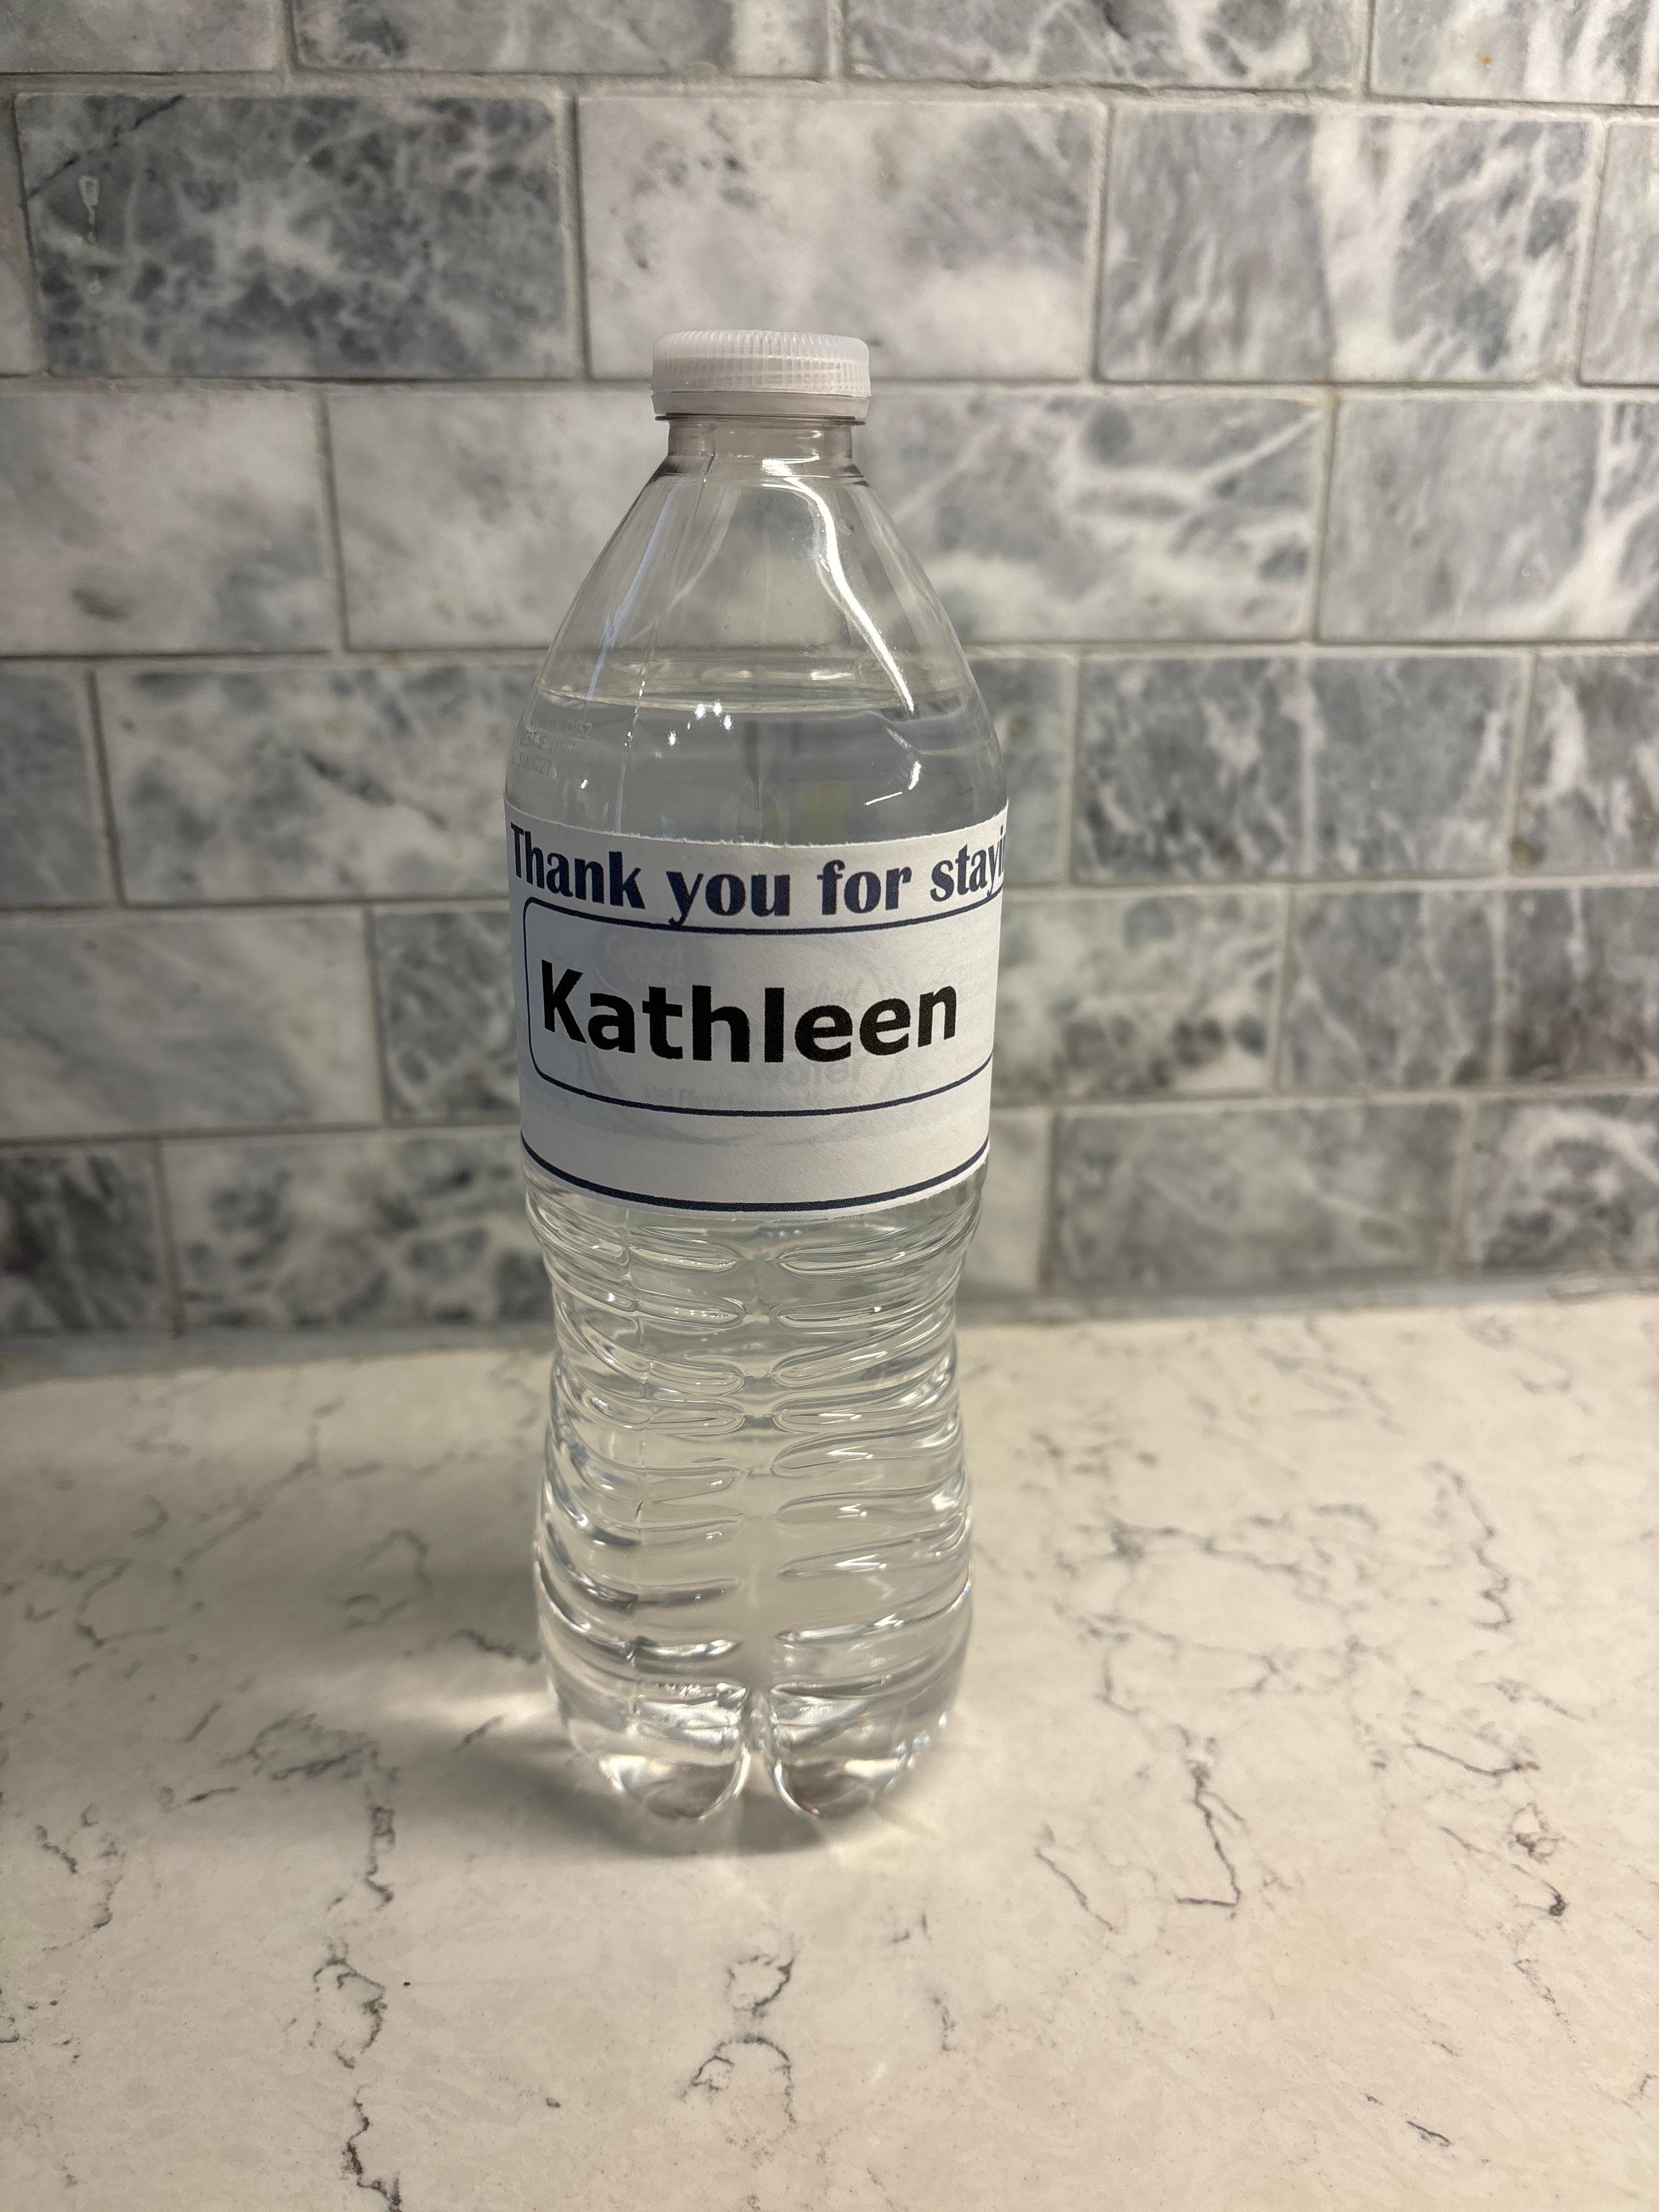 Thank you for stayi
Kathleen